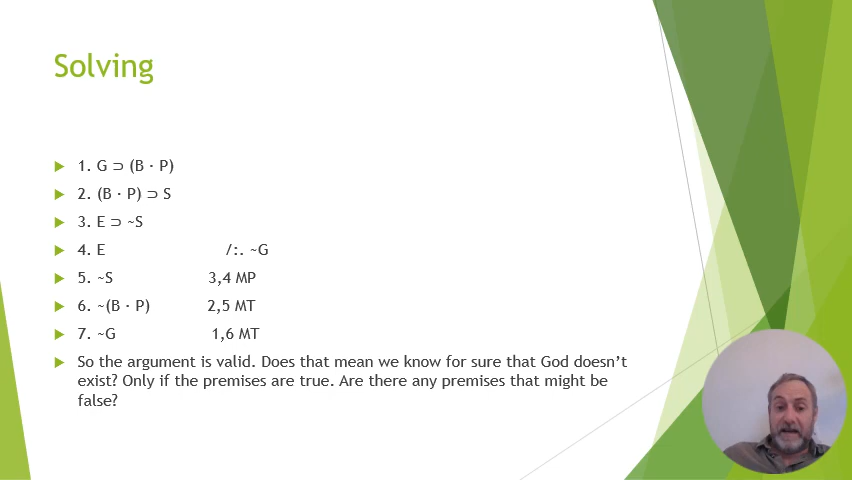 Solving
1. G ⊃ (B · P)
2. (B · P) ⊃ S
3. E ⊃ ~S
4. E /:. ~G
5. ~S 3,4 MP
6. ~(B · P) 2,5 MT
7. ~G 1,6 MT
So the argument is valid. Does that mean we know for sure that God doesn’t
exist? Only if the premises are true. Are there any premises that might be
false?